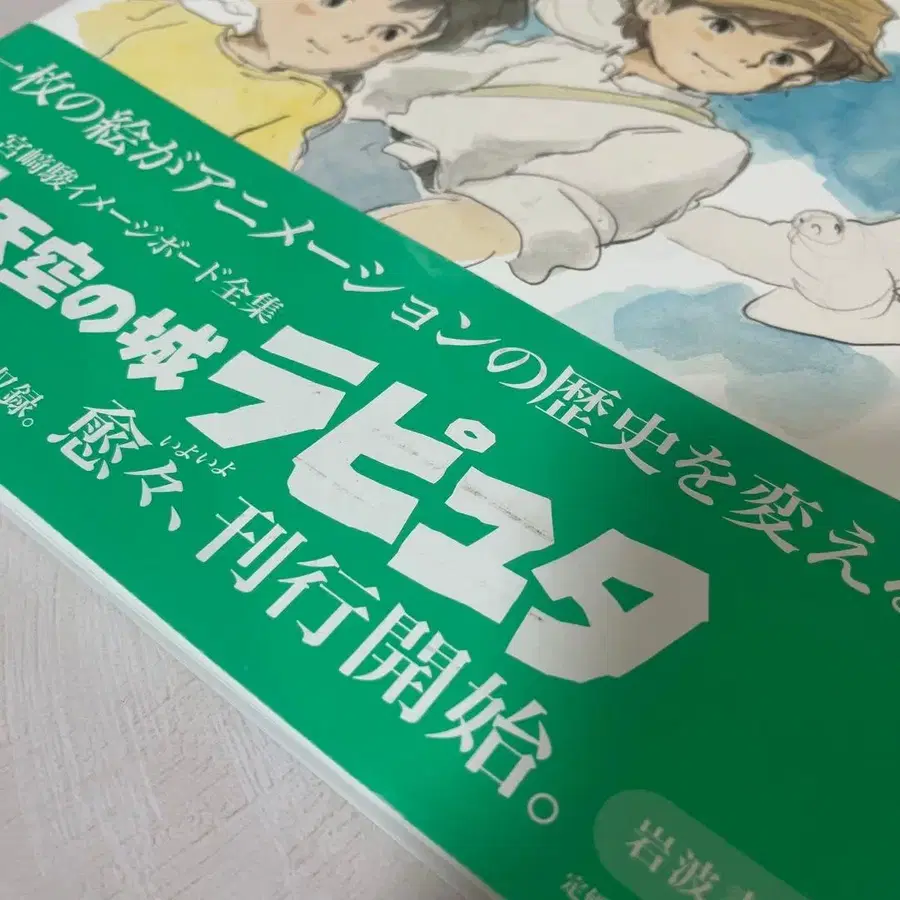 一枚の絵がアニメーションの歴史を変える
宮﨑駿イメージボード全集
天空の城
ラピュタ
収録。
愈々、刊行開始。
いよいよ
岩波